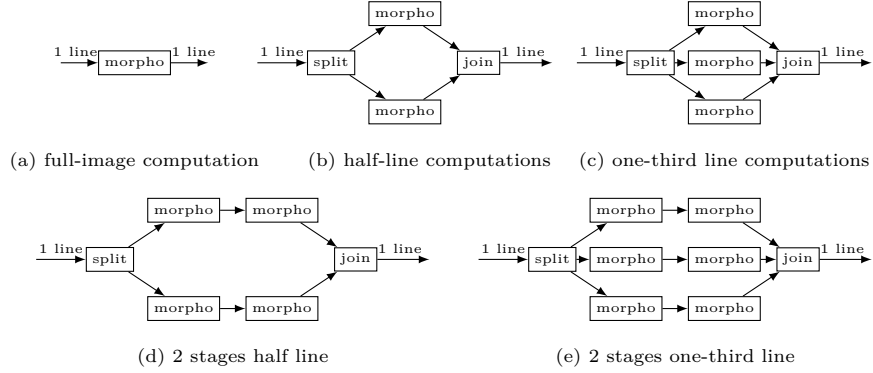 morpho
morpho
1 line
1 line
1 line
1 line
1 line
1 line
morpho
split
join
split
morpho
join
morpho
morpho
(a) full-image computation
(b) half-line computations
(c) one-third line computations
morpho
morpho
morpho
morpho
1 line
1 line
1 line
1 line
split
join
split
morpho
morpho
join
morpho
morpho
morpho
morpho
(d) 2 stages half line
(e) 2 stages one-third line